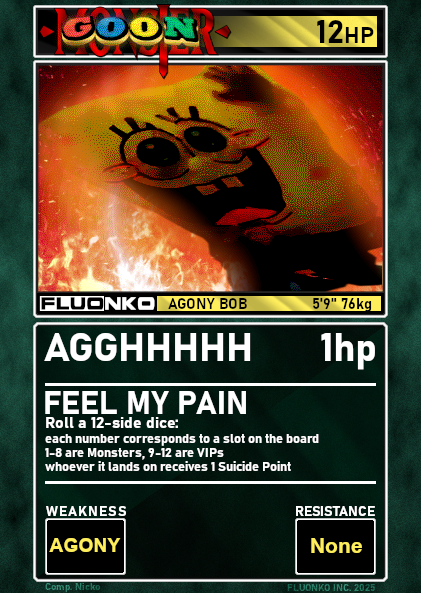 MONSTER
GOON
12HP
FLUONKO AGONY BOB 5'9" 76kg
AGGHHHHH 1hp
FEEL MY PAIN
Roll a 12-side dice:
each number corresponds to a slot on the board
1-8 are Monsters, 9-12 are VIPs
whoever it lands on receives 1 Suicide Point
WEAKNESS RESISTANCE
AGONY None
Comp. Nicko FLUONKO INC. 2025